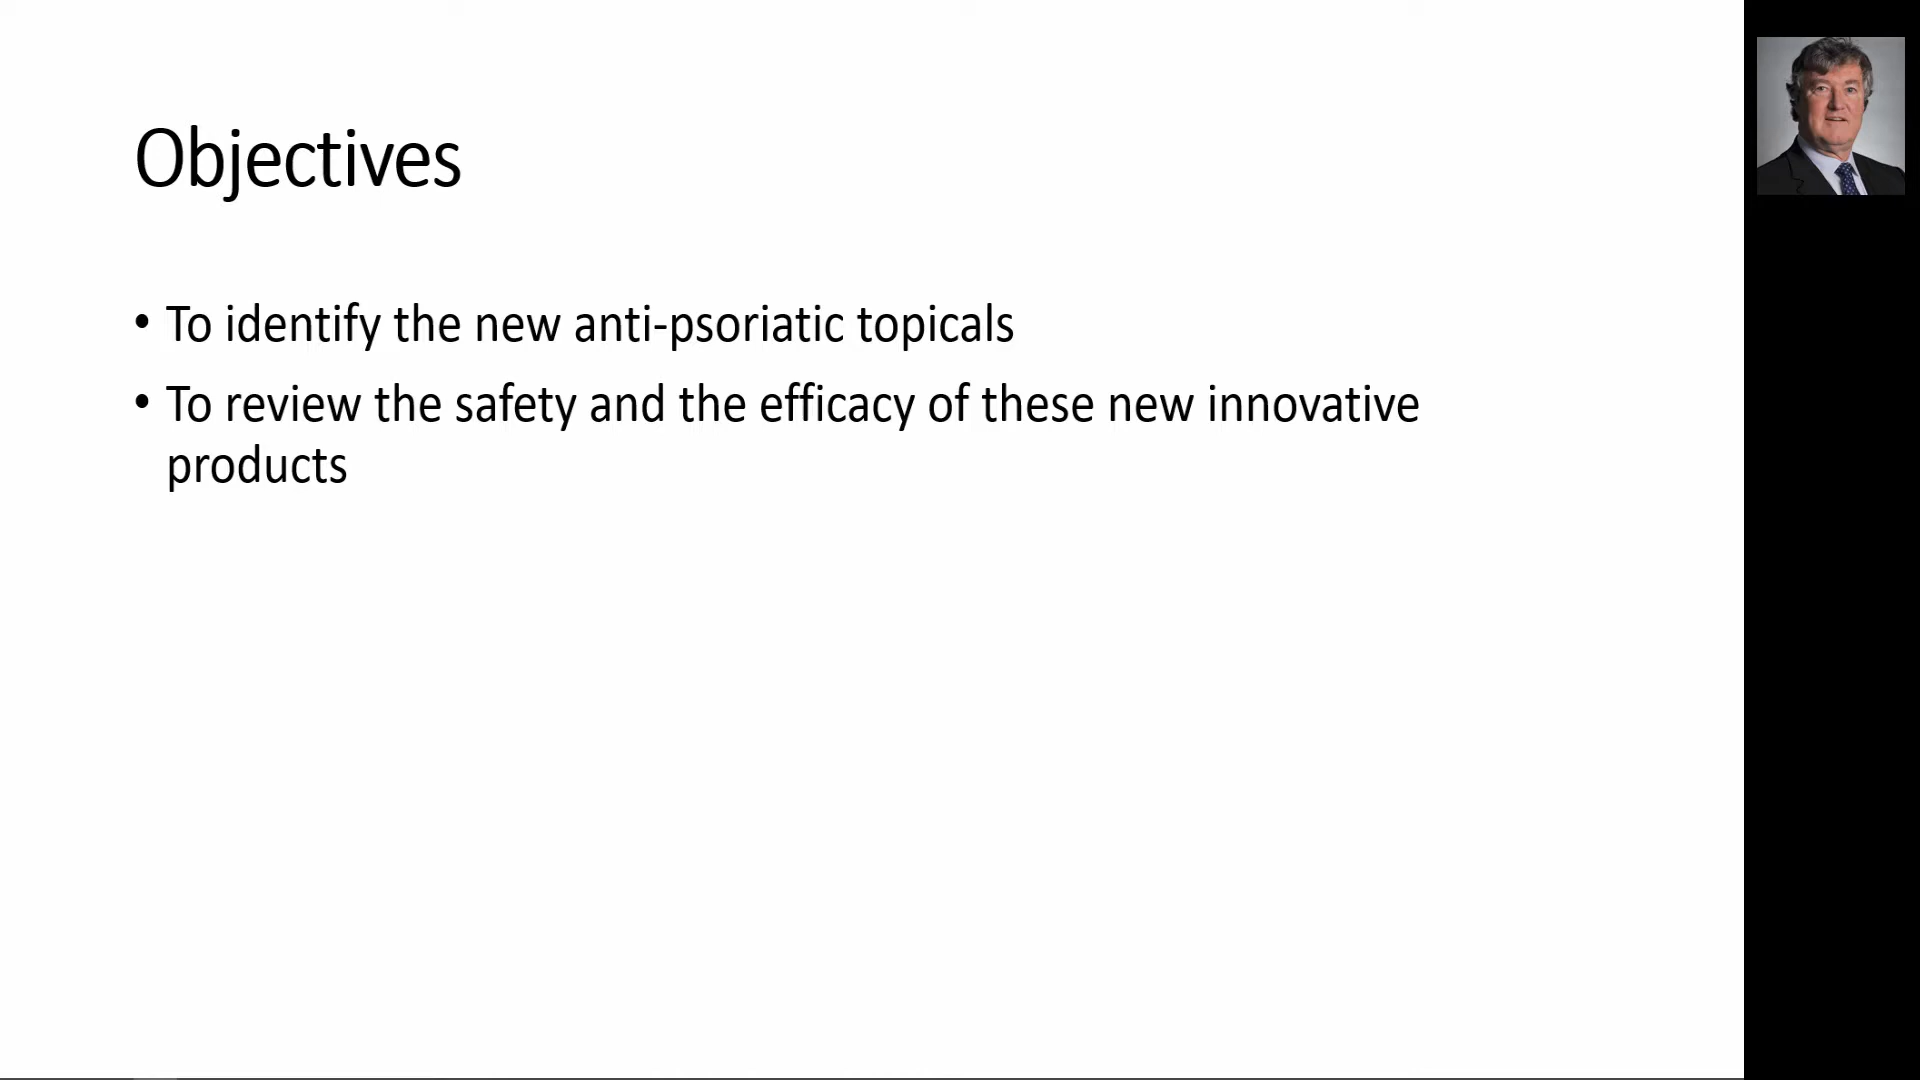 Objectives
• To identify the new anti-psoriatic topicals
• To review the safety and the efficacy of these new innovative
products